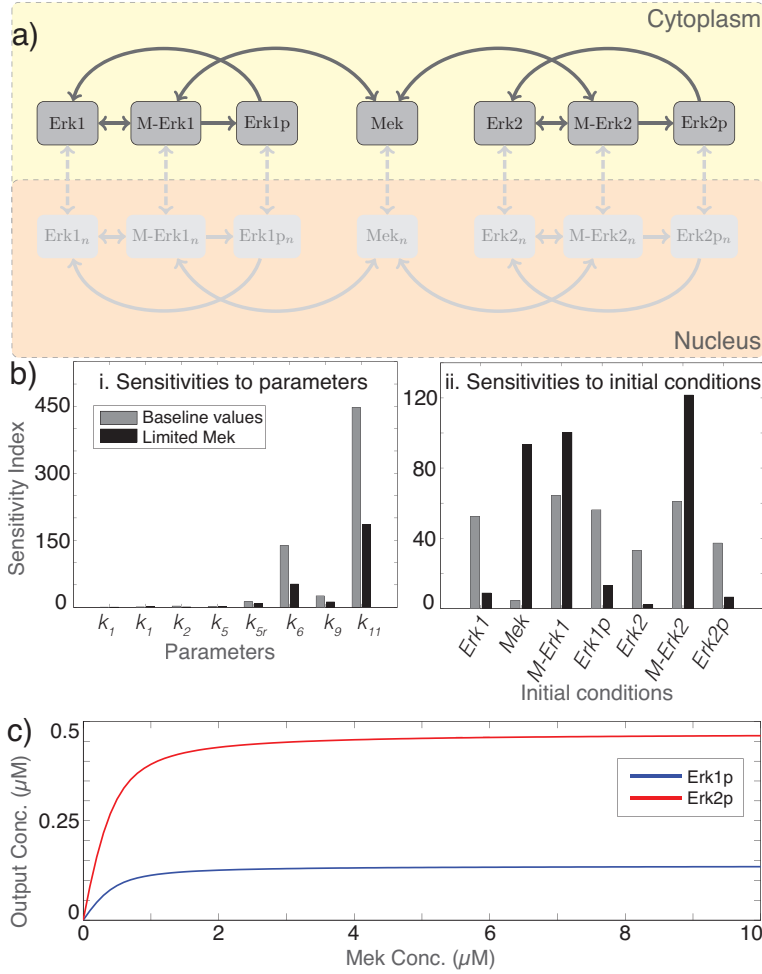 a)
Cytoplasm
Erk1
M-Erk1
Erk1p
Mek
Erk2
M-Erk2
Erk2p
Erk1n
M-Erk1n
Erk1pn
Mekn
Erk2n
M-Erk2n
Erk2pn
Nucleus
b)
i. Sensitivities to parameters
Baseline values
Limited Mek
Sensitivity Index
450
300
150
0
k1
k1
k2
k5
k5r
k6
k9
k11
Parameters
ii. Sensitivities to initial conditions
120
80
40
0
Erk1
Mek
M-Erk1
Erk1p
Erk2
M-Erk2
Erk2p
Initial conditions
c)
Output Conc. (µM)
0.5
0.25
0
Erk1p
Erk2p
0
2
4
6
8
10
Mek Conc. (µM)